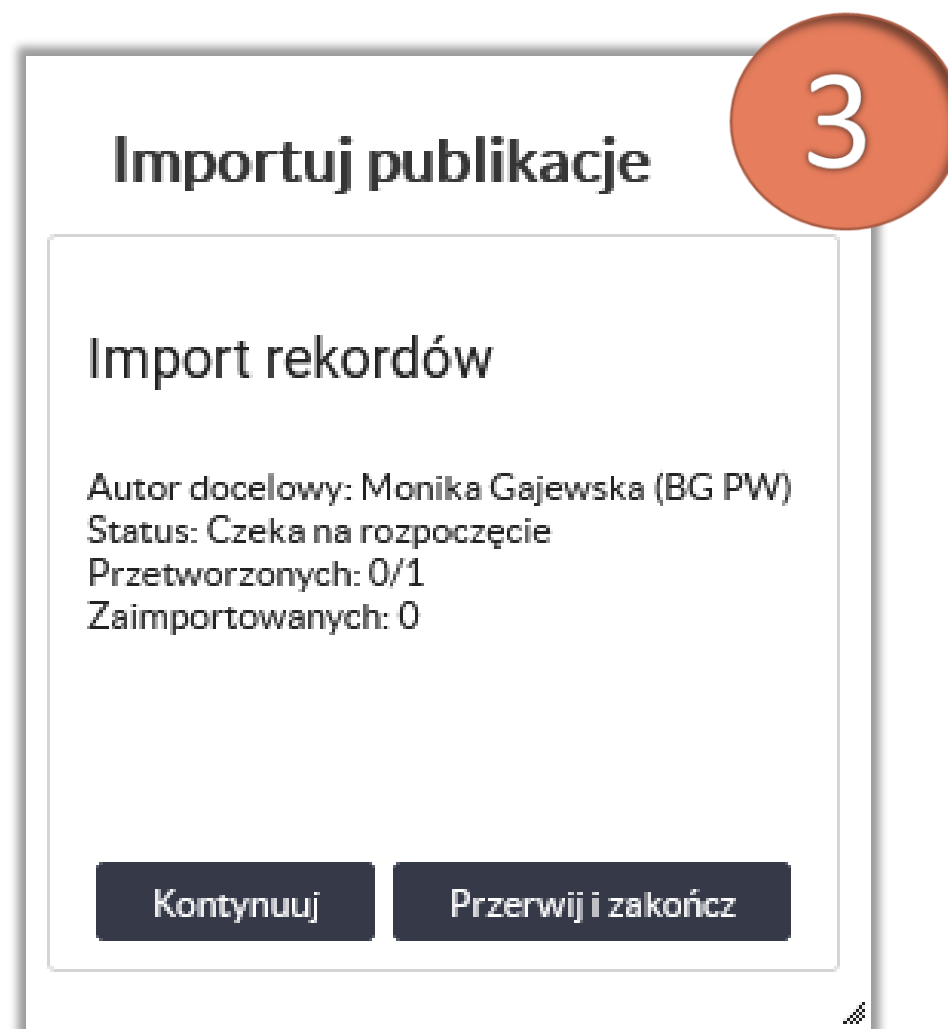 3
Importuj publikacje
Import rekordów
Autor docelowy: Monika Gajewska (BG PW)
Status: Czeka na rozpoczęcie
Przetworzonych: 0/1
Zaimportowanych: 0
Kontynuuj
Przerwij i zakończ